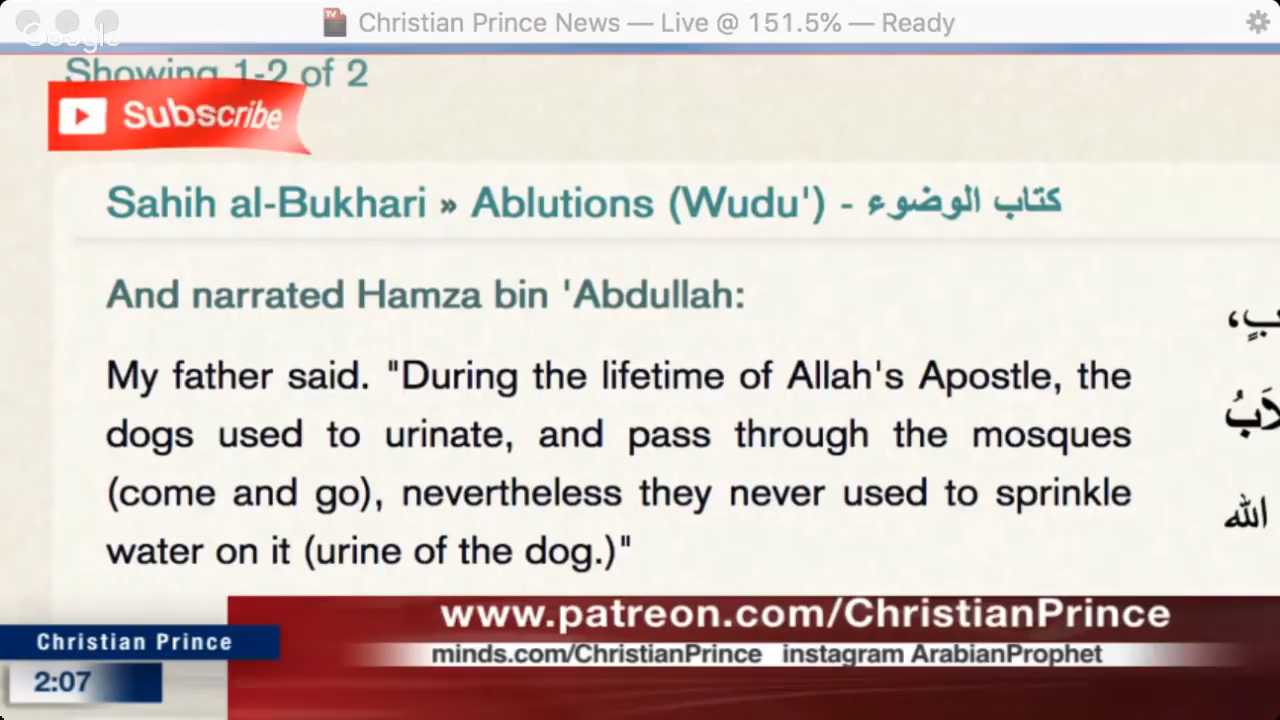 Christian Prince News — Live @ 151.5% — Ready
Google
Showing 1-2 of 2
Subscribe
Sahih al-Bukhari » Ablutions (Wudu') - كتاب الوضوء
And narrated Hamza bin 'Abdullah:
My father said. "During the lifetime of Allah's Apostle, the
dogs used to urinate, and pass through the mosques
(come and go), nevertheless they never used to sprinkle
water on it (urine of the dog.)"
الله
www.patreon.com/ChristianPrince
Christian Prince
minds.com/ChristianPrince instagram ArabianProphet
2:07